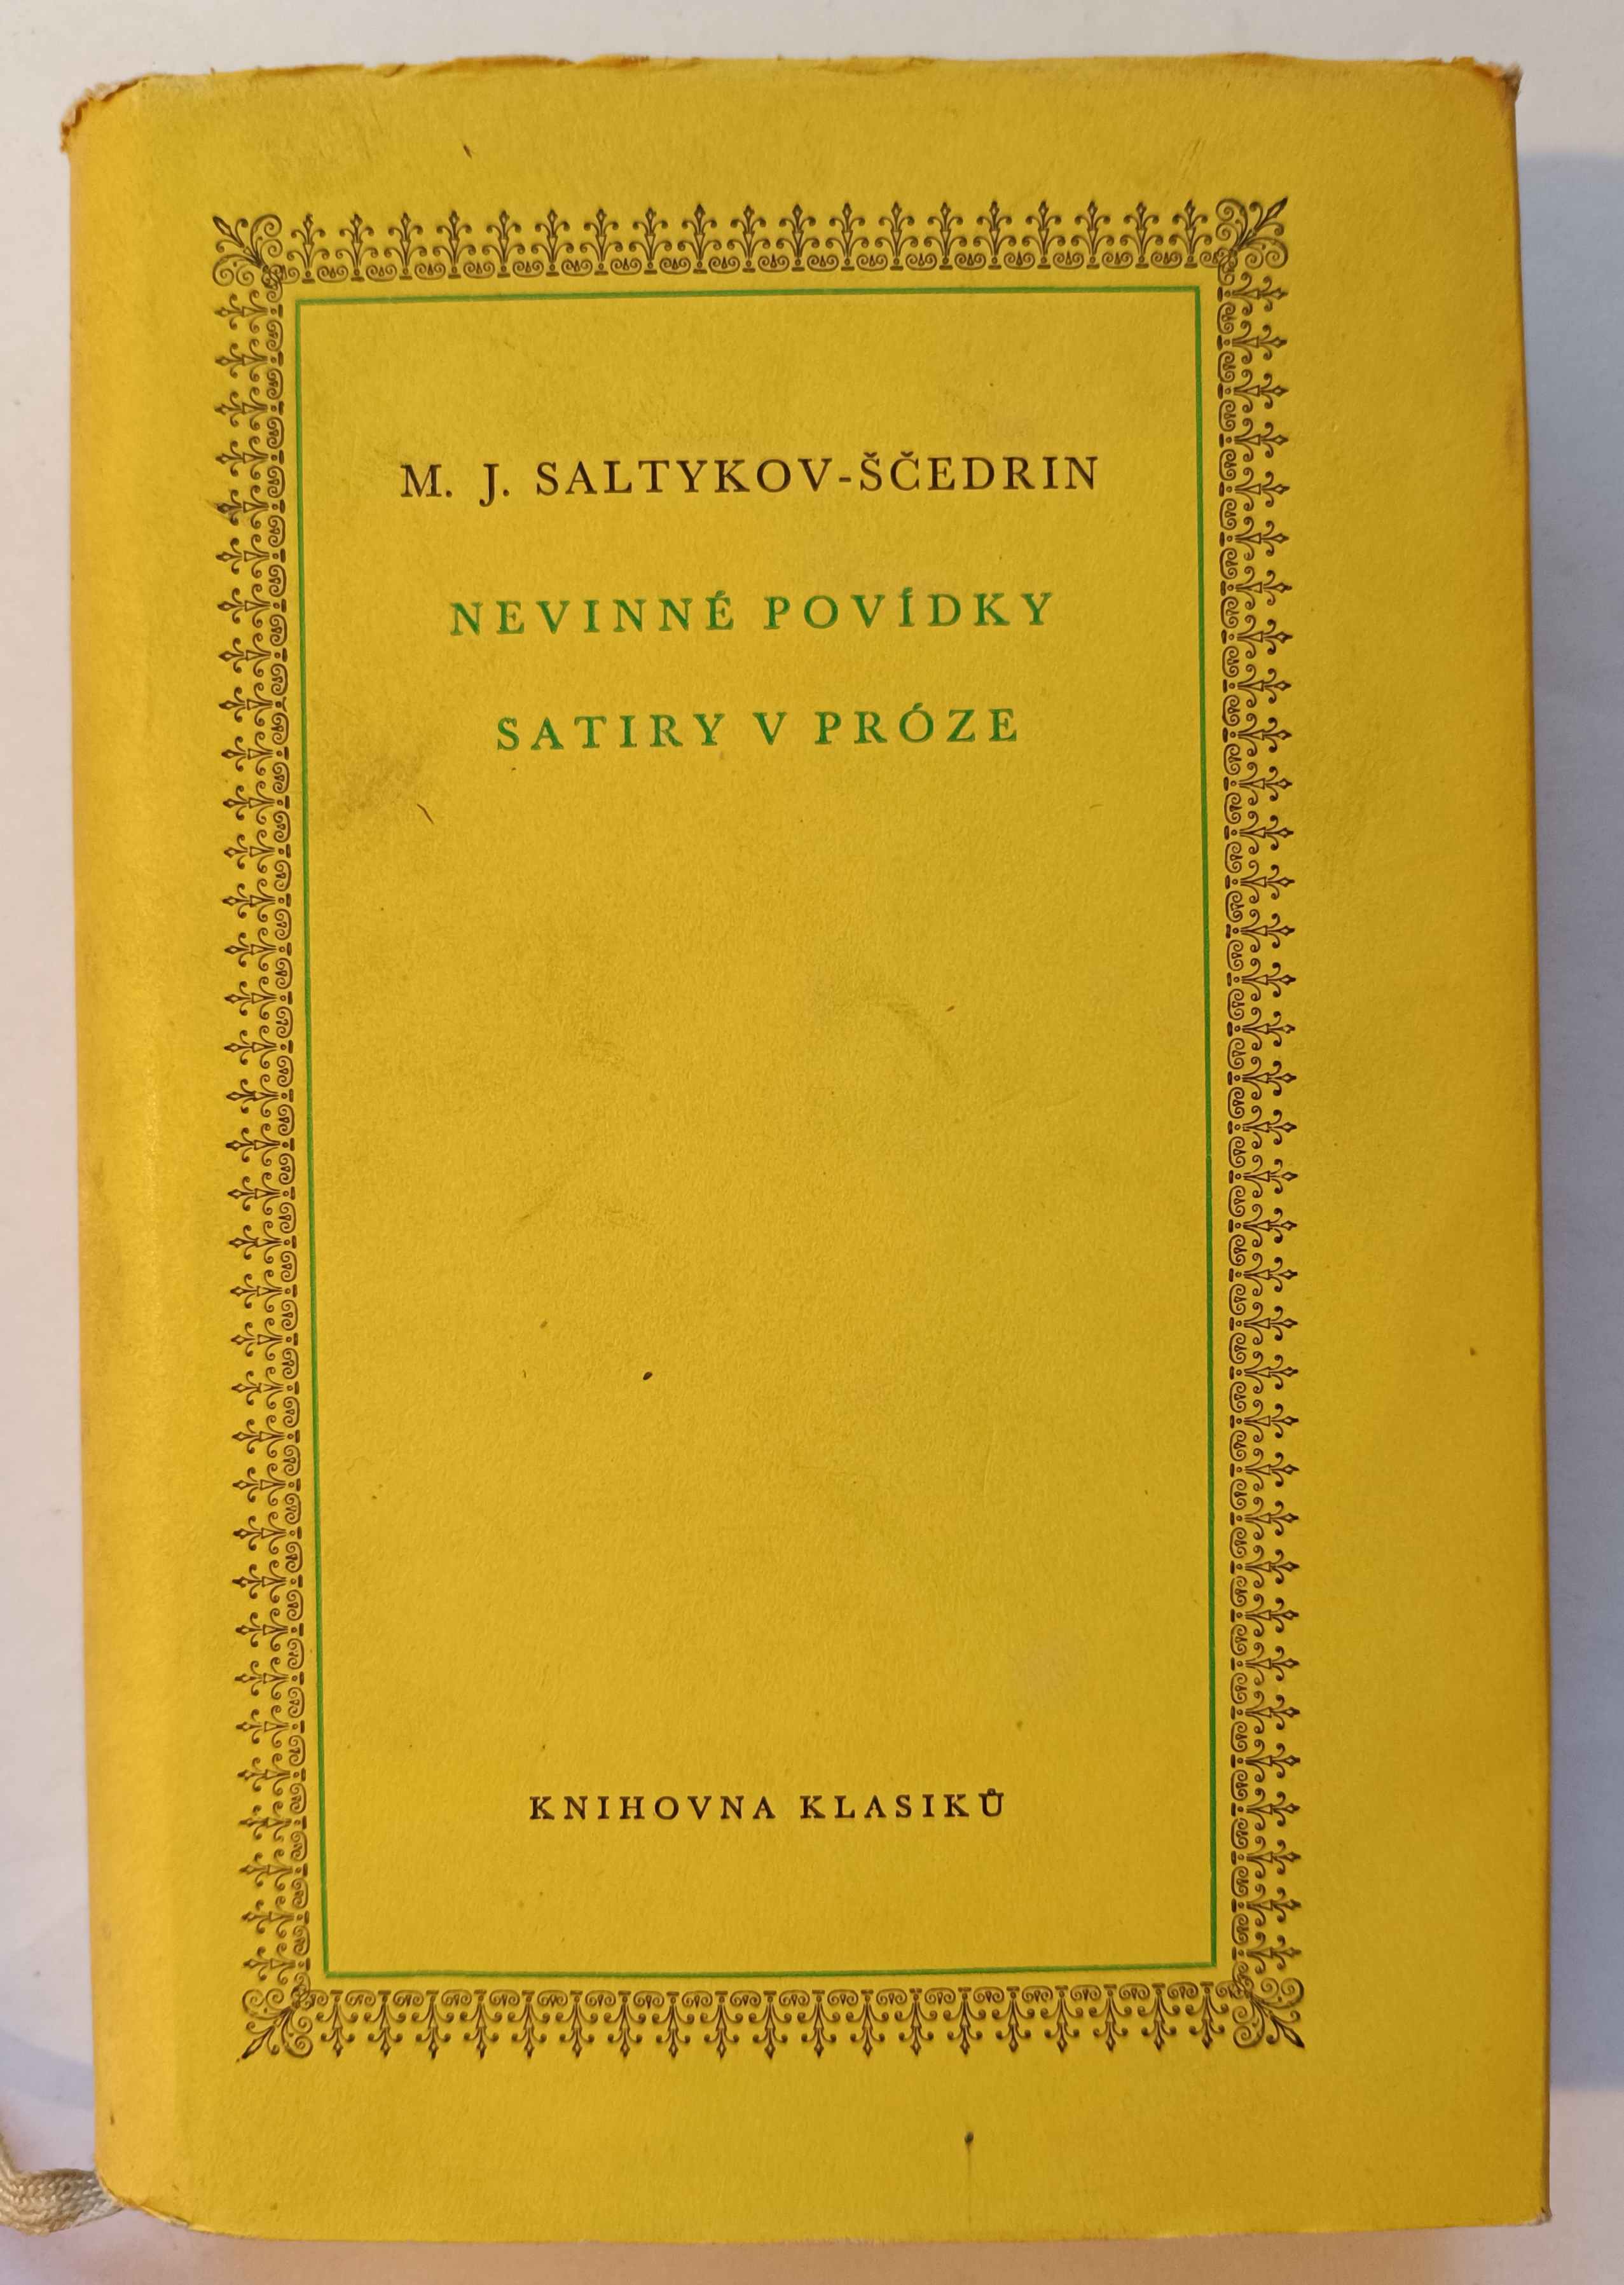 M. J. SALTYKOV-ŠČEDRIN
NEVINNÉ POVÍDKY
SATIRY V PRÓZE
KNIHOVNA KLASIKŮ